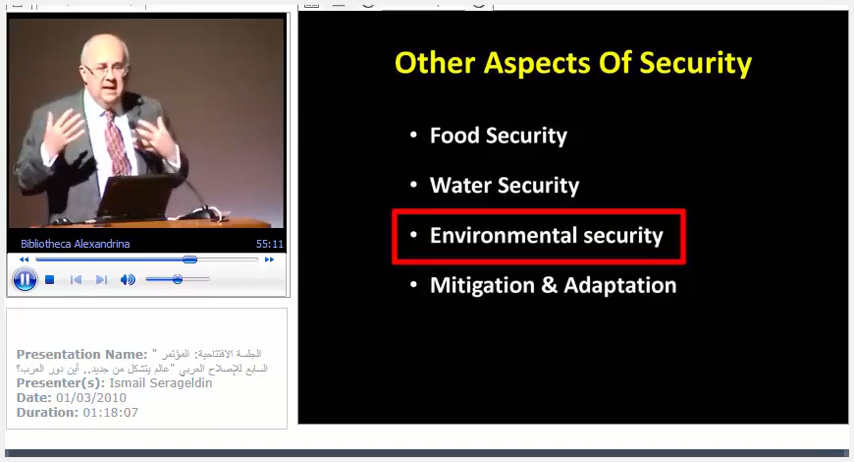 Other Aspects Of Security
• Food Security
• Water Security
• Environmental security
• Mitigation & Adaptation
Bibliotheca Alexandrina 55:11
Presentation Name: " الجلسة الافتتاحية: المؤتمر
السابع للإصلاح العربي "عالم يتشكل من جديد.. أين دور العرب؟
Presenter(s): Ismail Serageldin
Date: 01/03/2010
Duration: 01:18:07